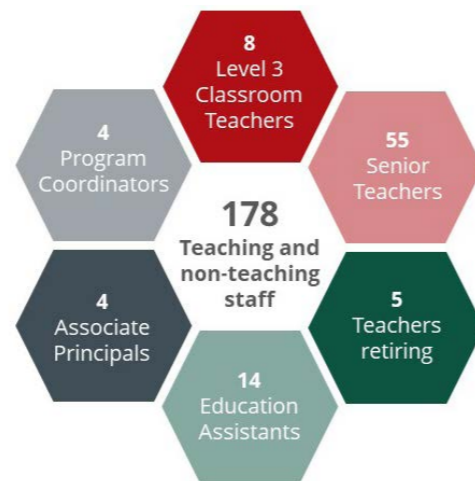 8
Level 3
Classroom
Teachers
4
Program
Coordinators
55
Senior
Teachers
178
Teaching and
non-teaching
staff
4
Associate
Principals
5
Teachers
retiring
14
Education
Assistants